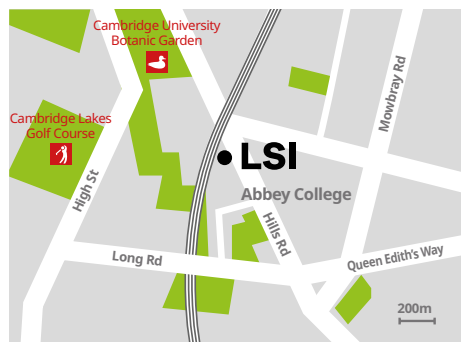 Cambridge University
Botanic Garden
Cambridge Lakes
Golf Course
Mowbray Rd
LSI
Abbey College
High St
Hills Rd
Long Rd
Queen Edith's Way
200m